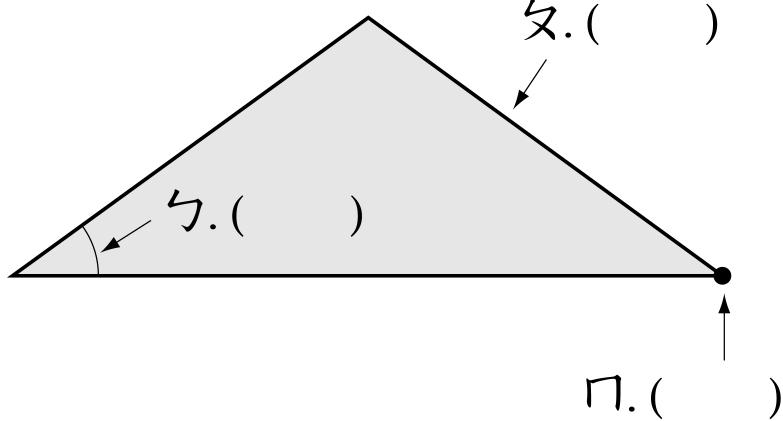 ㄆ.(　　)
ㄅ.(　　)
ㄇ.(　　)